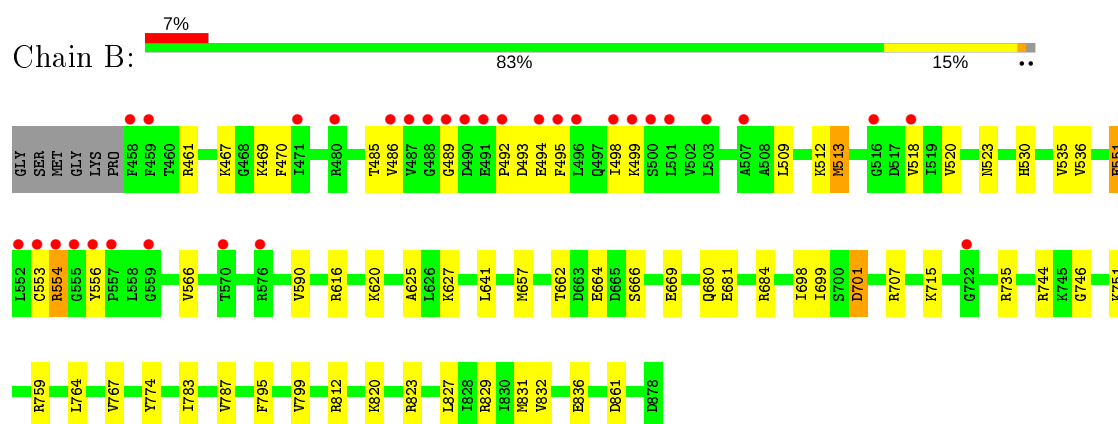 7%
Chain B:
83% 15% ••
GLY SER MET GLY LYS PRO F458 F459 T460 R461 K467 G468 K469 F470 I471 R480 T485 V486 V487 G488 G489 D490 E491 P492 D493 E494 F495 L496 Q497 I498 K499 S500 L501 V502 L503 A507 A508 L509 K512 M513 G516 D517 V518 I519 V520 N523 H530 V535 V536
L552 C553 R554 G555 Y556 P557 L558 G559 V566 T570 R576 V590 R616 K620 A625 L626 K627 L641 M657 T662 D663 E664 D665 S666 E669 Q680 E681 R684 I698 I699 S700 D701 R707 K715 G722 R735 R744 K745 G746
R759 L764 V767 Y774 I783 V787 F795 V799 R812 K820 R823 L827 I828 R829 I830 M831 V832 E836 D861 D878